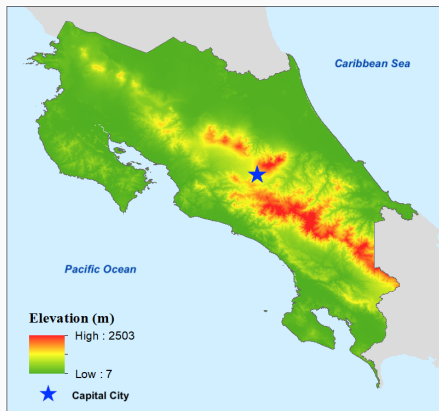 Caribbean Sea
Pacific Ocean
Elevation (m)
High : 2503
Low : 7
Capital City